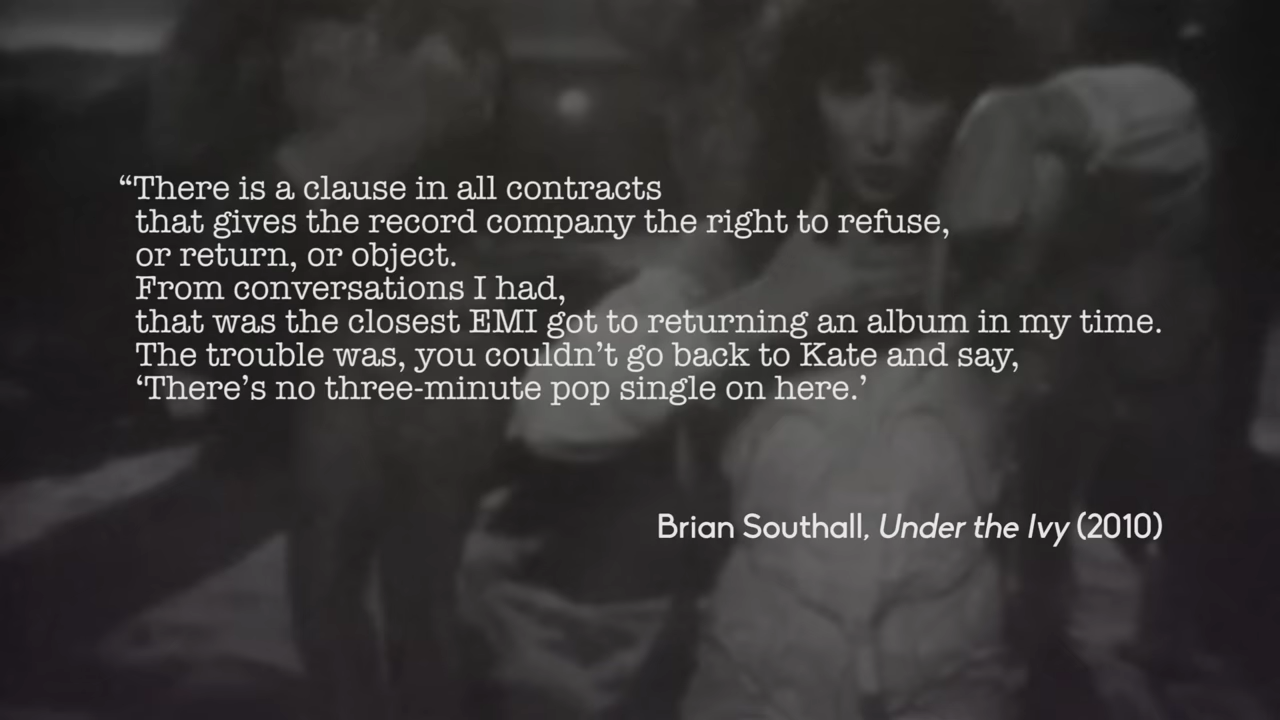 “There is a clause in all contracts
that gives the record company the right to refuse,
or return, or object.
From conversations I had,
that was the closest EMI got to returning an album in my time.
The trouble was, you couldn’t go back to Kate and say,
‘There’s no three-minute pop single on here.’
Brian Southall, Under the Ivy (2010)